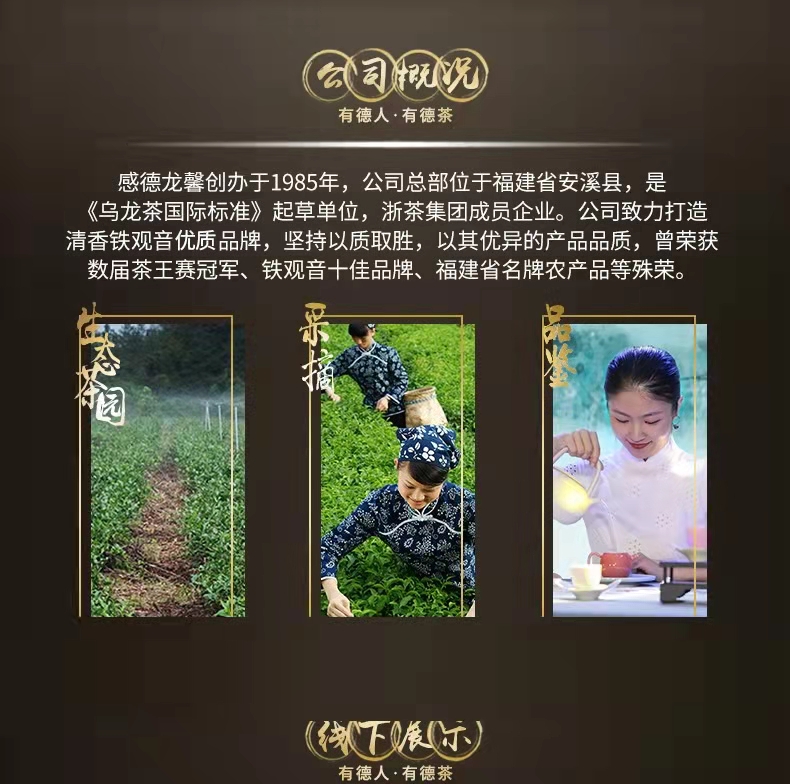 公司概况
有德人·有德茶
感德龙馨创办于1985年，公司总部位于福建省安溪县，是
《乌龙茶国际标准》起草单位，浙茶集团成员企业。公司致力打造
清香铁观音优质品牌，坚持以质取胜，以其优异的产品品质，曾荣获
数届茶王赛冠军、铁观音十佳品牌、福建省名牌农产品等殊荣。
生态茶园
采摘
品鉴
线下展示
有德人·有德茶